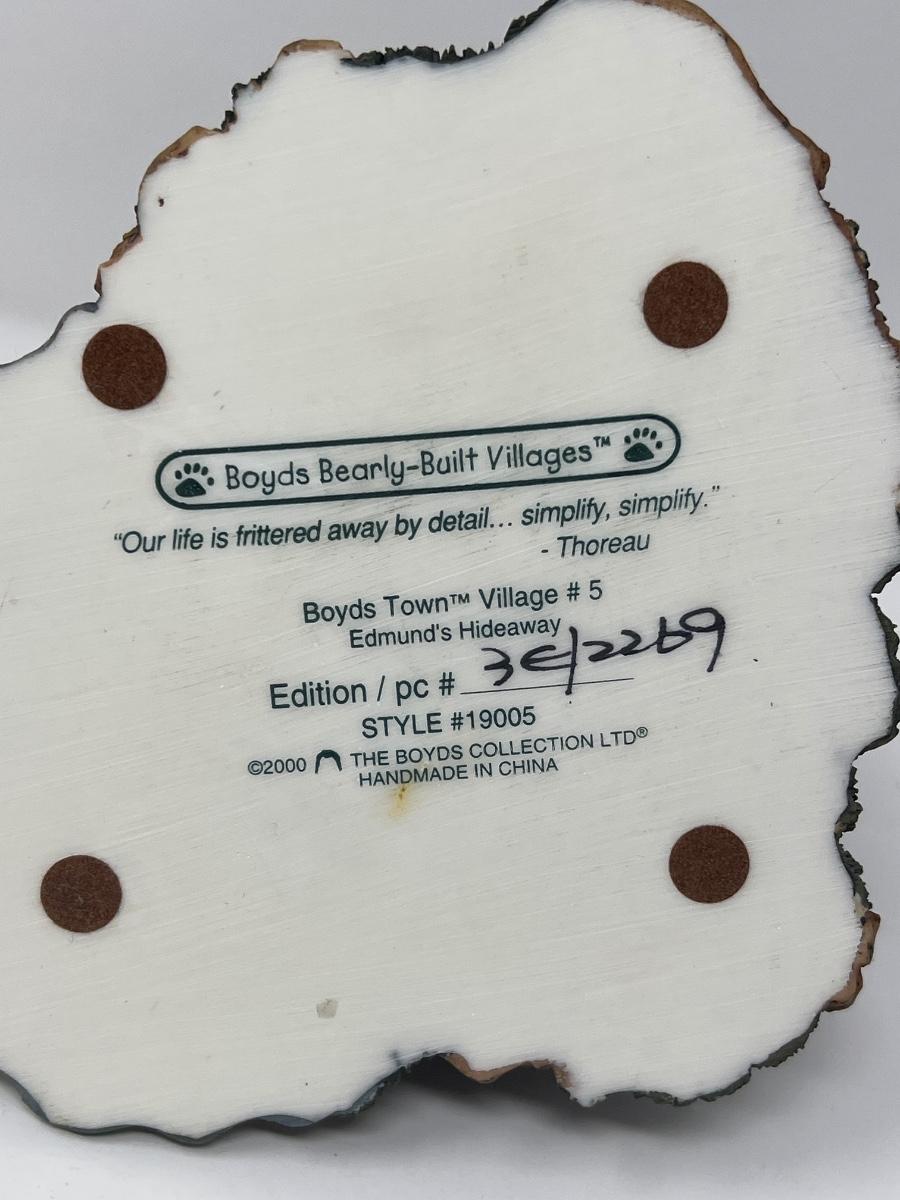 Boyds Bearly-Built Villages™
“Our life is frittered away by detail... simplify, simplify.”
- Thoreau
Boyds Town™ Village # 5
Edmund's Hideaway
Edition / pc # 3E/2269
STYLE #19005
©2000 THE BOYDS COLLECTION LTD®
HANDMADE IN CHINA